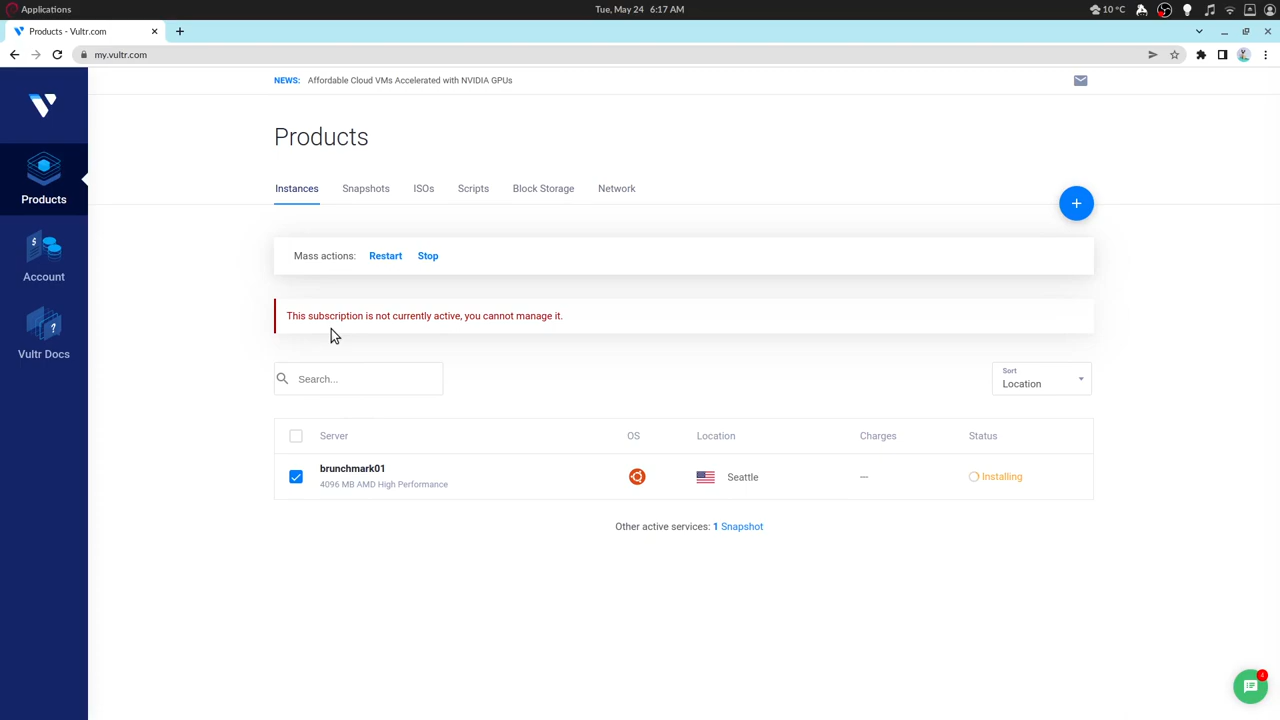 Applications
Tue, May 24 6:17 AM
10 °C
Products - Vultr.com
my.vultr.com
NEWS: Affordable Cloud VMs Accelerated with NVIDIA GPUs
Products
Account
Vultr Docs
Products
Instances Snapshots ISOs Scripts Block Storage Network
+
Mass actions: Restart Stop
This subscription is not currently active, you cannot manage it.
Search...
Sort
Location
Server OS Location Charges Status
brunchmark01
4096 MB AMD High Performance
Seattle
—
Installing
Other active services: 1 Snapshot
4